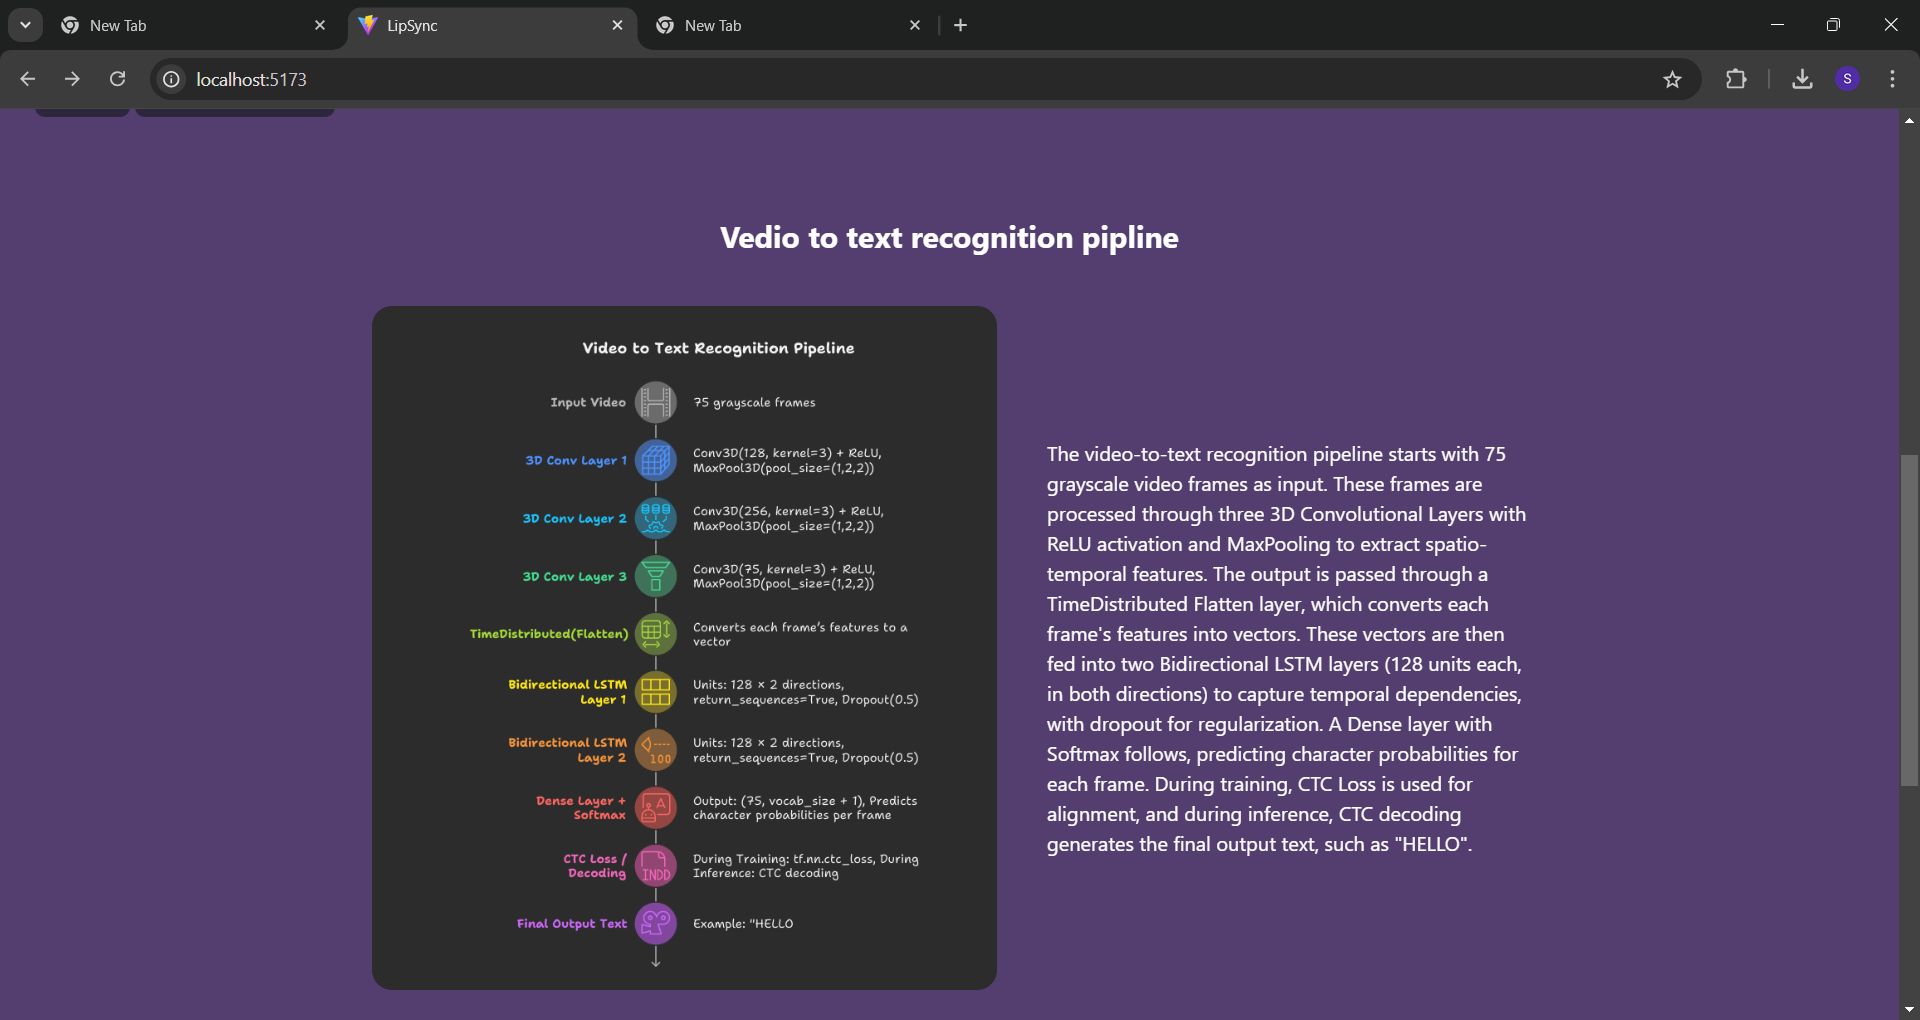 New Tab
LipSync
New Tab
localhost:5173
S
Vedio to text recognition pipline
Video to Text Recognition Pipeline
Input Video
75 grayscale frames
3D Conv Layer 1
Conv3D(128, kernel=3) + ReLU,
MaxPool3D(pool_size=(1,2,2))
3D Conv Layer 2
Conv3D(256, kernel=3) + ReLU,
MaxPool3D(pool_size=(1,2,2))
3D Conv Layer 3
Conv3D(75, kernel=3) + ReLU,
MaxPool3D(pool_size=(1,2,2))
TimeDistributed(Flatten)
Converts each frame's features to a
vector
Bidirectional LSTM
Layer 1
Units: 128 × 2 directions,
return_sequences=True, Dropout(0.5)
Bidirectional LSTM
Layer 2
100
Units: 128 × 2 directions,
return_sequences=True, Dropout(0.5)
Dense Layer +
Softmax
A
Output: (75, vocab_size + 1), Predicts
character probabilities per frame
CTC Loss /
Decoding
INDD
During Training: tf.nn.ctc_loss, During
Inference: CTC decoding
Final Output Text
Example: "HELLO
The video-to-text recognition pipeline starts with 75
grayscale video frames as input. These frames are
processed through three 3D Convolutional Layers with
ReLU activation and MaxPooling to extract spatio-
temporal features. The output is passed through a
TimeDistributed Flatten layer, which converts each
frame's features into vectors. These vectors are then
fed into two Bidirectional LSTM layers (128 units each,
in both directions) to capture temporal dependencies,
with dropout for regularization. A Dense layer with
Softmax follows, predicting character probabilities for
each frame. During training, CTC Loss is used for
alignment, and during inference, CTC decoding
generates the final output text, such as "HELLO".